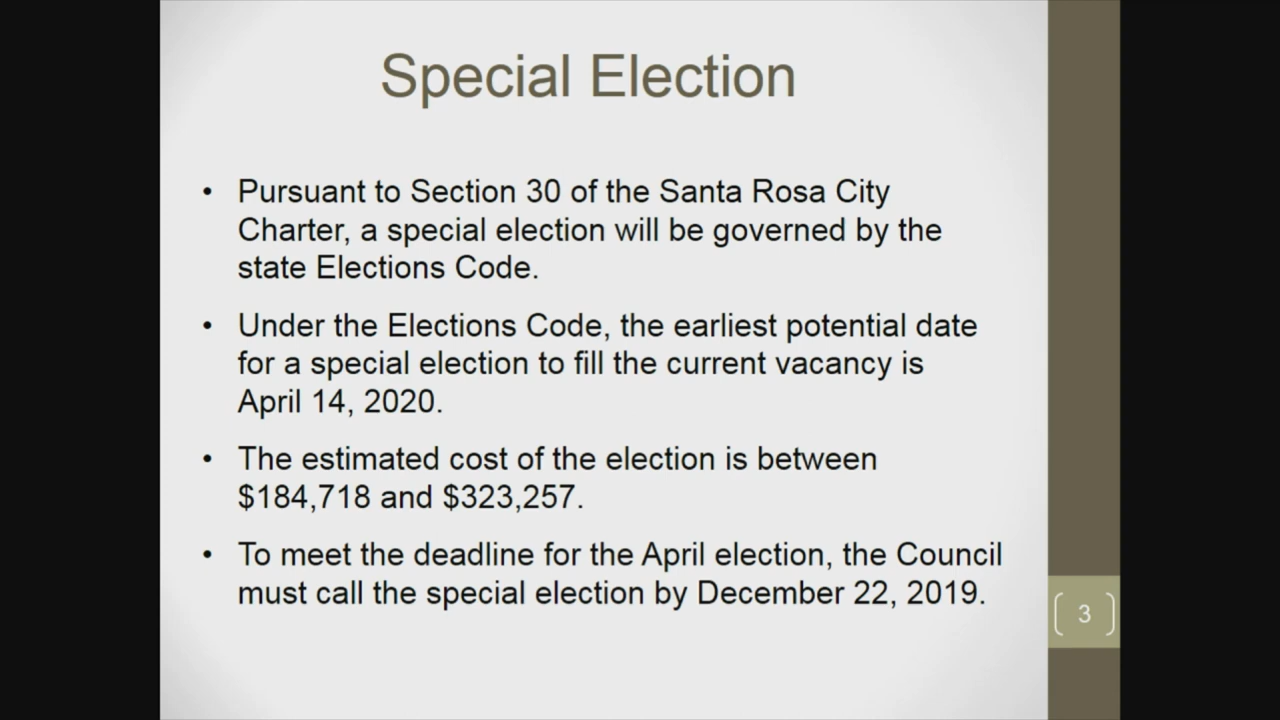 Special Election
• Pursuant to Section 30 of the Santa Rosa City
Charter, a special election will be governed by the
state Elections Code.
• Under the Elections Code, the earliest potential date
for a special election to fill the current vacancy is
April 14, 2020.
• The estimated cost of the election is between
$184,718 and $323,257.
• To meet the deadline for the April election, the Council
must call the special election by December 22, 2019.
3